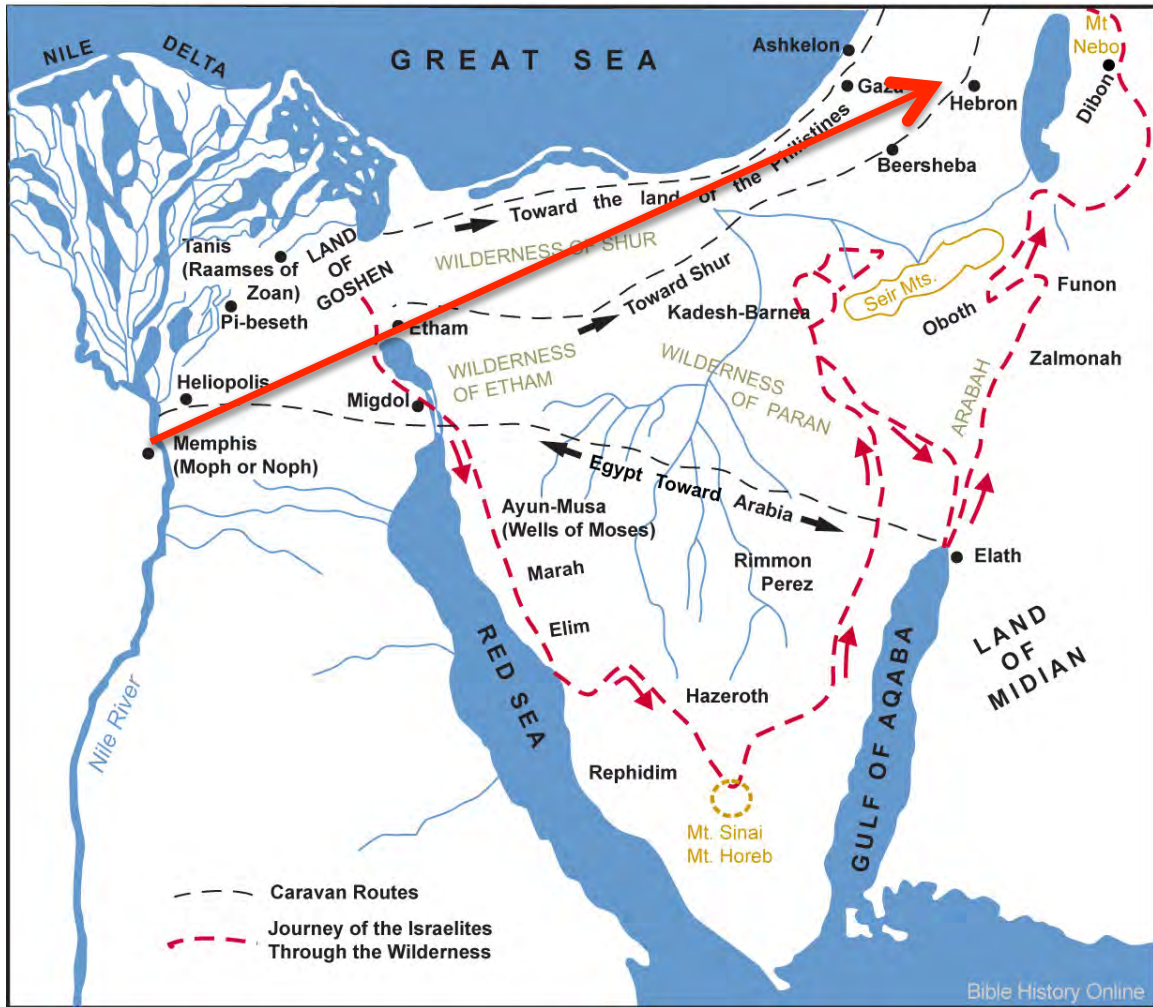 NILE DELTA
GREAT SEA
Ashkelon
Gaza
Hebron
Beersheba
Mt
Nebo
Dibon
Toward the land of the Philistines
WILDERNESS OF SHUR
Toward Shur
Tanis
(Raamses of
Zoan)
LAND
OF
GOSHEN
Pi-beseth
Etham
Kadesh-Barnea
Seir Mts.
Oboth
Funon
Zalmonah
WILDERNESS
OF ETHAM
WILDERNESS
OF PARAN
ARABAH
Heliopolis
Migdol
Memphis
(Moph or Noph)
Egypt Toward Arabia
Ayun-Musa
(Wells of Moses)
Marah
Elim
Rimmon
Perez
Elath
LAND
OF
MIDIAN
RED SEA
Nile River
Hazeroth
Rephidim
GULF OF AQABA
Mt. Sinai
Mt. Horeb
Caravan Routes
Journey of the Israelites
Through the Wilderness
Bible History Online